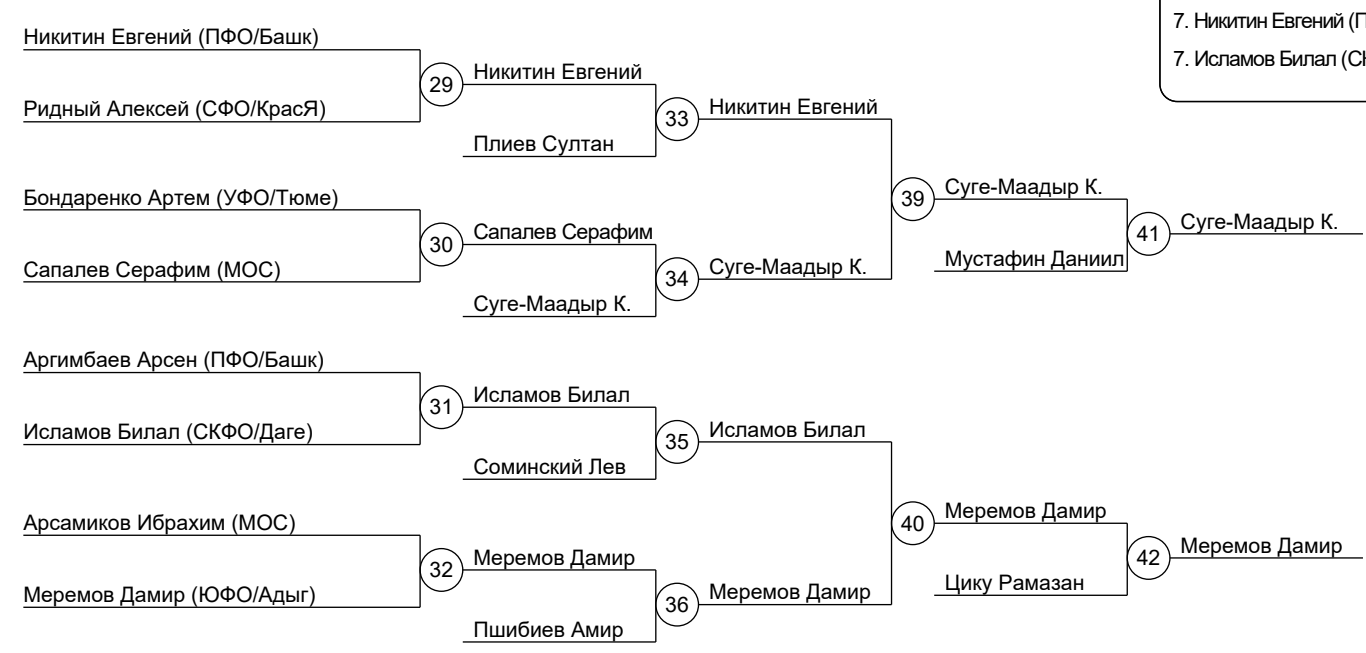 7. Никитин Евгений (П
7. Исламов Билал (СК
Никитин Евгений (ПФО/Башк)
29
Никитин Евгений
Ридный Алексей (СФО/КрасЯ)
33
Никитин Евгений
Плиев Султан
Бондаренко Артем (УФО/Тюме)
39
Суге-Маадыр К.
30
Сапалев Серафим
41
Суге-Маадыр К.
Сапалев Серафим (МОС)
34
Суге-Маадыр К.
Мустафин Даниил
Суге-Маадыр К.
Аргимбаев Арсен (ПФО/Башк)
31
Исламов Билал
Исламов Билал (СКФО/Даге)
35
Исламов Билал
Соминский Лев
Арсамиков Ибрахим (МОС)
40
Меремов Дамир
32
Меремов Дамир
42
Меремов Дамир
Меремов Дамир (ЮФО/Адыг)
36
Меремов Дамир
Цику Рамазан
Пшибиев Амир